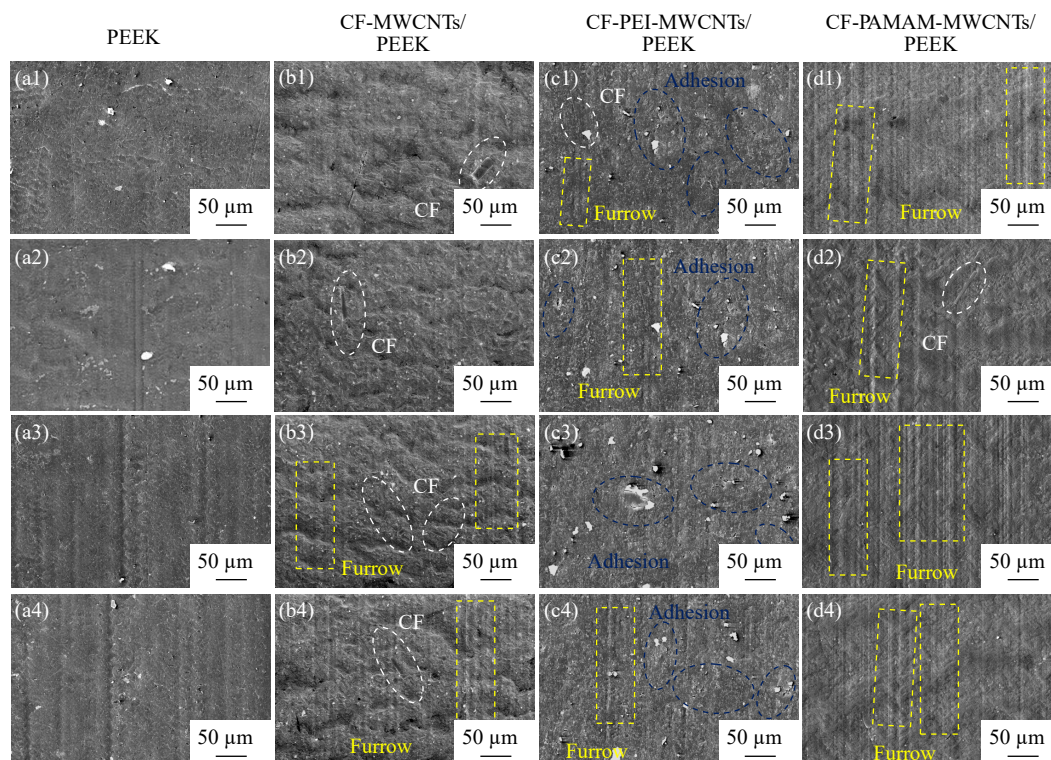 PEEK
CF-MWCNTs/
PEEK
CF-PEI-MWCNTs/
PEEK
CF-PAMAM-MWCNTs/
PEEK
(a1)
50 μm
(b1)
CF
50 μm
(c1)
CF
Adhesion
Furrow
50 μm
(d1)
Furrow
50 μm
(a2)
50 μm
(b2)
CF
50 μm
(c2)
Adhesion
Furrow
50 μm
(d2)
CF
Furrow
50 μm
(a3)
50 μm
(b3)
CF
Furrow
50 μm
(c3)
Adhesion
50 μm
(d3)
Furrow
50 μm
(a4)
50 μm
(b4)
CF
Furrow
50 μm
(c4)
Adhesion
Furrow
50 μm
(d4)
Furrow
50 μm